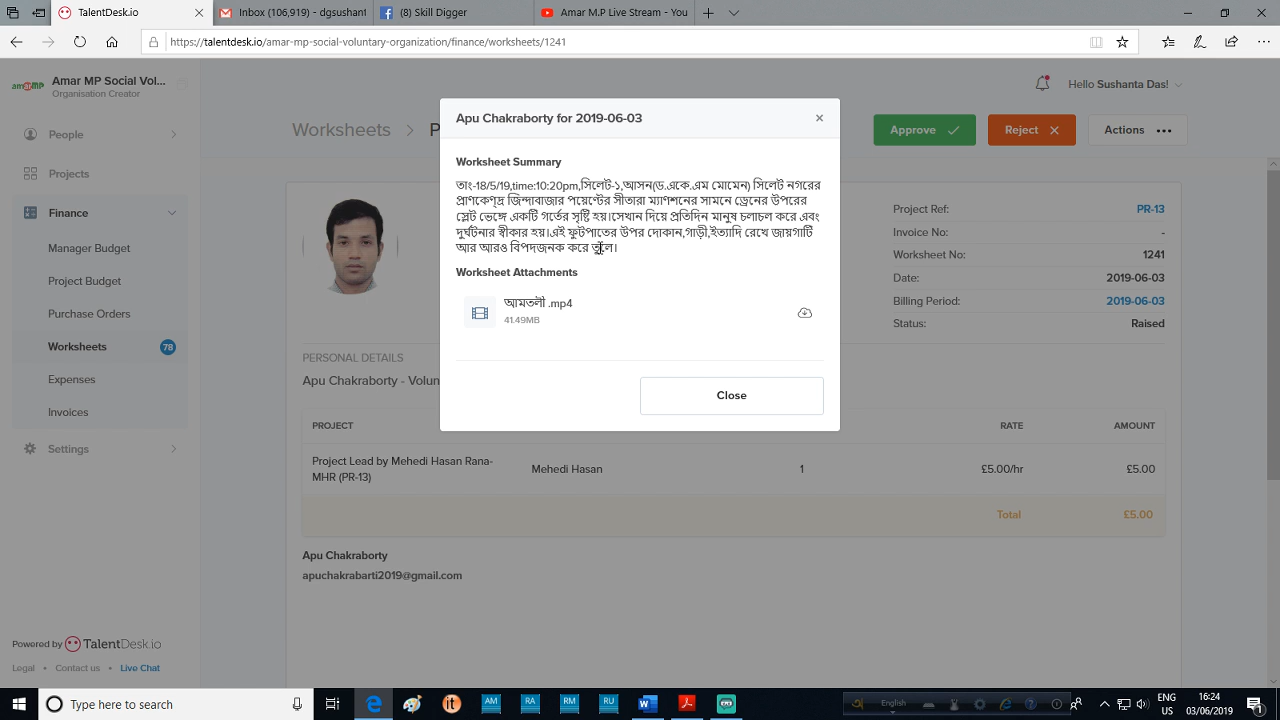 TalentDesk.io
Inbox (106,919) - dgsushant
(8) Skill Digger
Amar M.P Live Stream - You
https://talentdesk.io/amar-mp-social-voluntary-organization/finance/worksheets/1241
Amar MP Social Vol...
Organisation Creator
Hello Sushanta Das!
People
Projects
Finance
Manager Budget
Project Budget
Purchase Orders
Worksheets 78
Expenses
Invoices
Settings
Powered by TalentDesk.io
Legal • Contact us • Live Chat
Worksheets > P
Approve
Reject
Actions
Apu Chakraborty for 2019-06-03
Worksheet Summary
তাং-18/5/19,time:10:20pm,সিলেট-১,আসন(ড.একে.এম মোমেন) সিলেট নগরের
প্রাণকেণ্দ্র জিন্দাবাজার পয়েণ্টের সীতারা ম্যাণশনের সামনে ড্রেনের উপরের
স্লেট ভেঙ্গে একটি গর্তের সৃষ্টি হয়।সেখান দিয়ে প্রতিদিন মানুষ চলাচল করে এবং
দুর্ঘটনার স্বীকার হয়।এই ফুটপাতের উপর দোকান,গাড়ী,ইত্যাদি রেখে জায়গাটি
আর আরও বিপদজনক করে তুলে।
Worksheet Attachments
আমতলী .mp4
41.49MB
Close
Project Ref: PR-13
Invoice No: -
Worksheet No: 1241
Date: 2019-06-03
Billing Period: 2019-06-03
Status: Raised
PERSONAL DETAILS
Apu Chakraborty - Volun
PROJECT RATE AMOUNT
Project Lead by Mehedi Hasan Rana-
MHR (PR-13)
Mehedi Hasan 1 £5.00/hr £5.00
Total £5.00
Apu Chakraborty
apuchakrabarti2019@gmail.com
Type here to search
it AM RA RM RU
English
ENG
US
16:24
03/06/2019